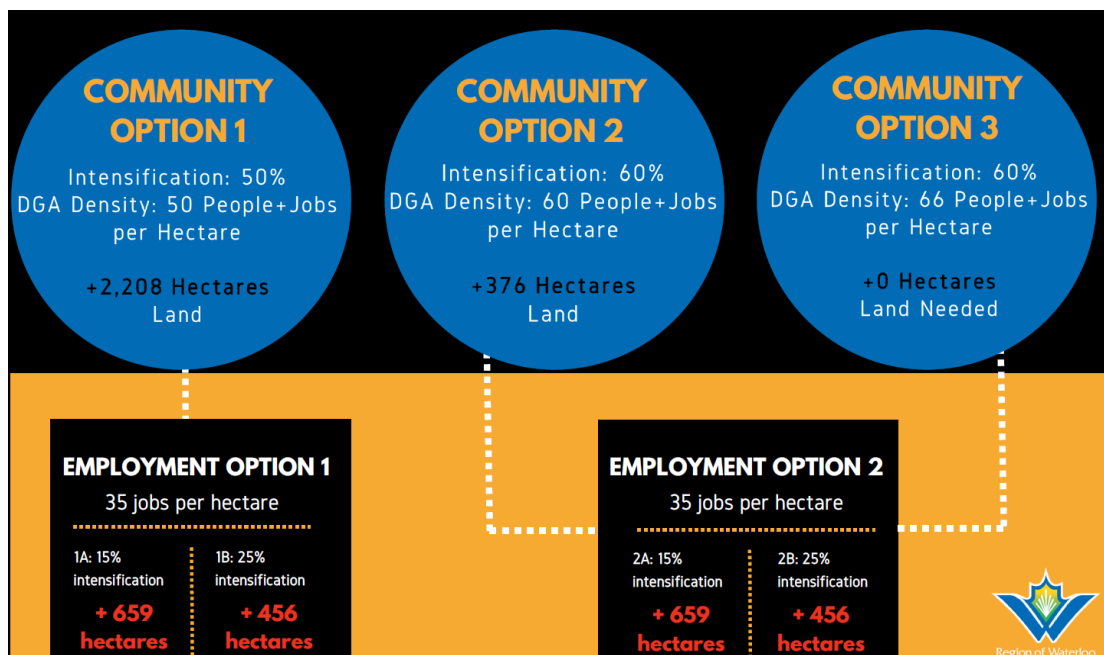 COMMUNITY
OPTION 1
Intensification: 50%
DGA Density: 50 People+Jobs
per Hectare
+2,208 Hectares
Land
COMMUNITY
OPTION 2
Intensification: 60%
DGA Density: 60 People+Jobs
per Hectare
+376 Hectares
Land
COMMUNITY
OPTION 3
Intensification: 60%
DGA Density: 66 People+Jobs
per Hectare
+0 Hectares
Land Needed
EMPLOYMENT OPTION 1
35 jobs per hectare
1A: 15%
intensification
+ 659
hectares
1B: 25%
intensification
+ 456
hectares
EMPLOYMENT OPTION 2
35 jobs per hectare
2A: 15%
intensification
+ 659
hectares
2B: 25%
intensification
+ 456
hectares
Region of Waterloo